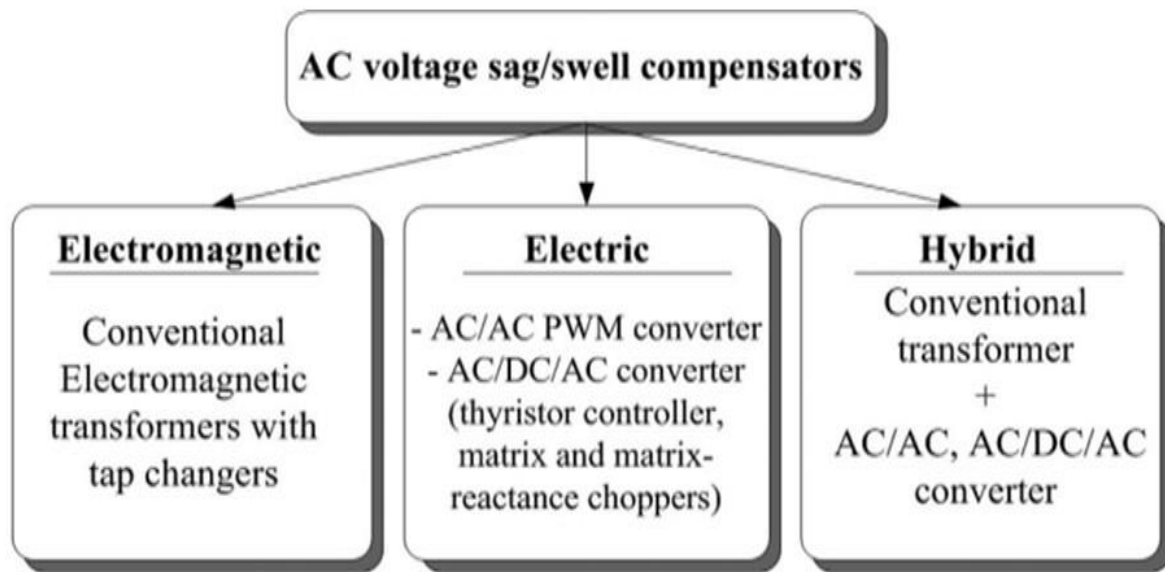 AC voltage sag/swell compensators
Electromagnetic
Conventional
Electromagnetic
transformers with
tap changers
Electric
- AC/AC PWM converter
- AC/DC/AC converter
(thyristor controller,
matrix and matrix-
reactance choppers)
Hybrid
Conventional
transformer
+
AC/AC, AC/DC/AC
converter